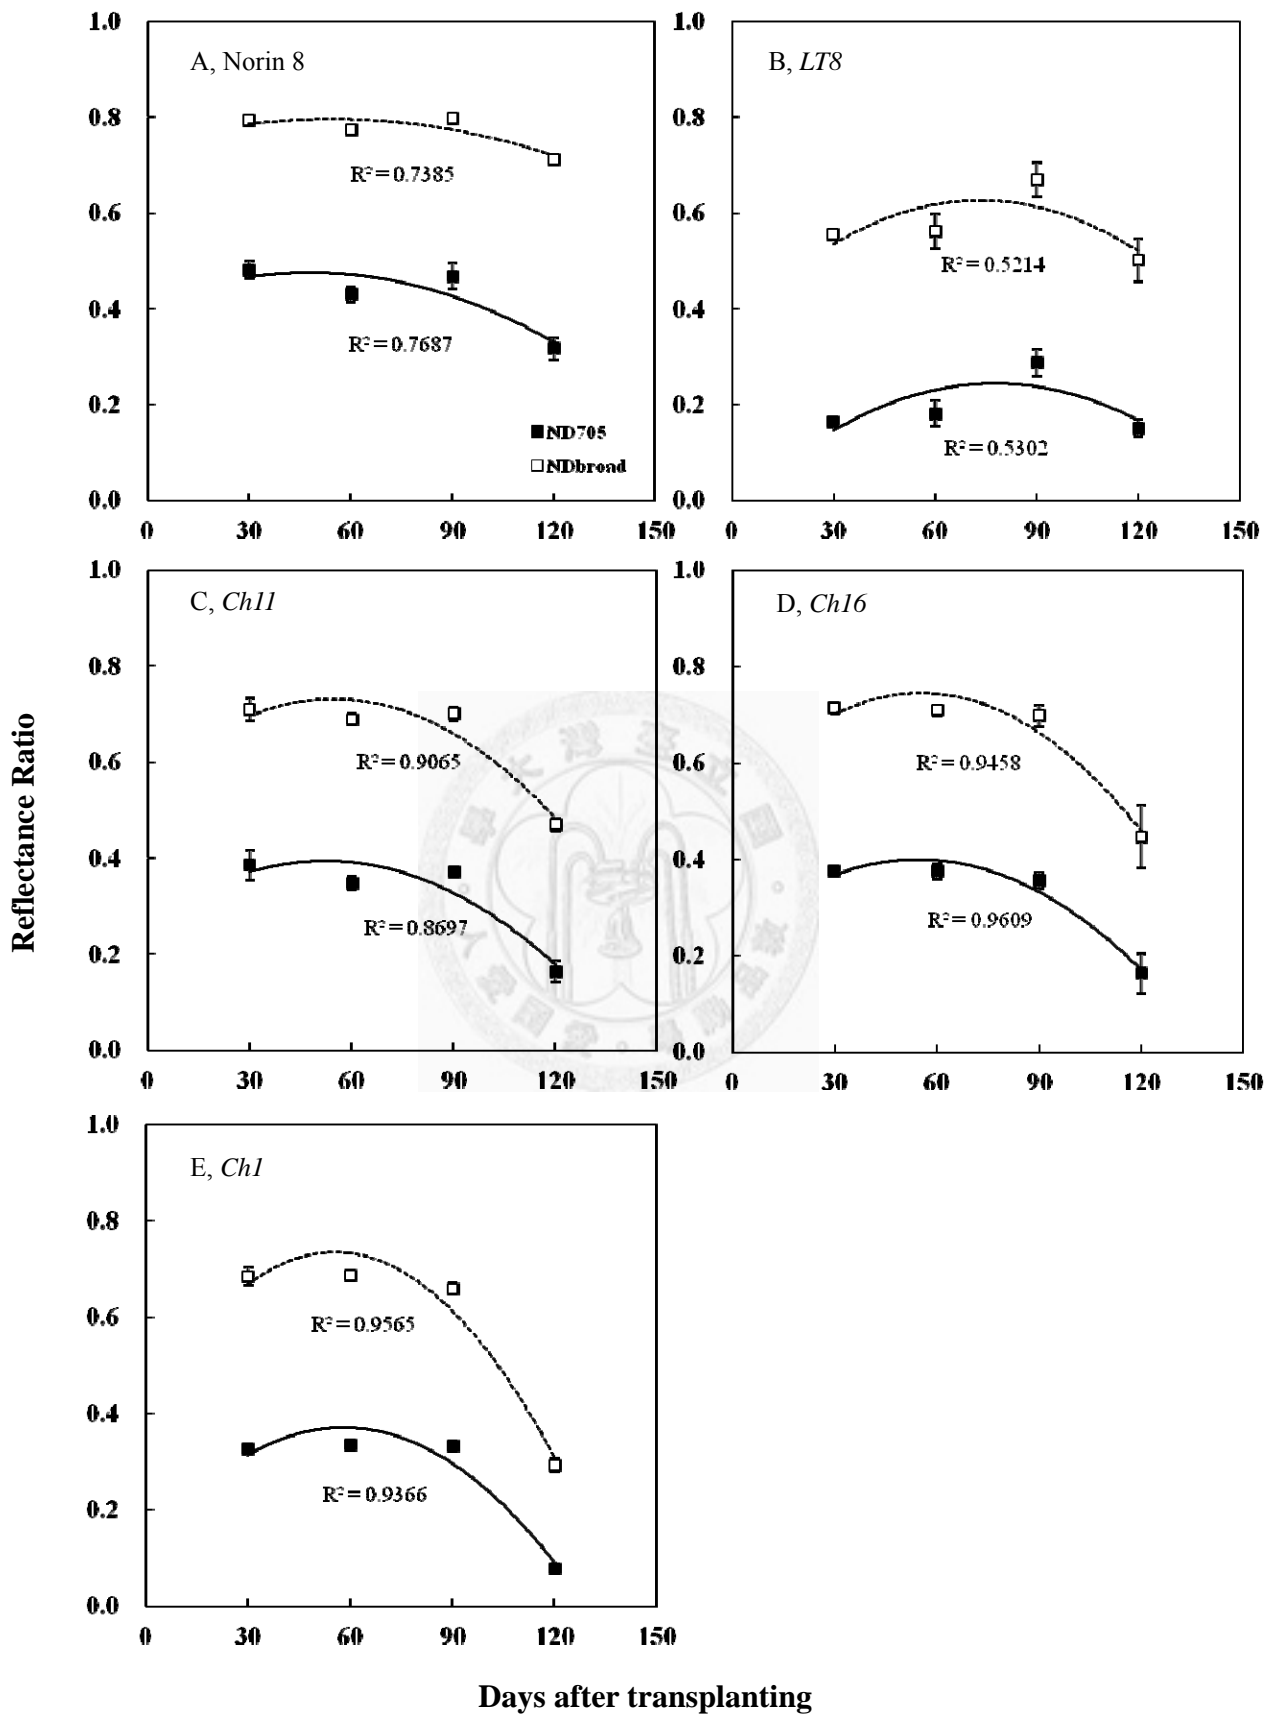 1.0
A, Norin 8
0.8
R² = 0.7385
0.6
0.4
R² = 0.7687
0.2
ND705
NDbroad
0.0
0 30 60 90 120 150
1.0
B, LT8
0.8
0.6
R² = 0.5214
0.4
0.2
R² = 0.5302
0.0
0 30 60 90 120 150
1.0
C, Ch11
0.8
0.6
R² = 0.9065
0.4
R² = 0.8697
0.2
0.0
0 30 60 90 120 150
1.0
D, Ch16
0.8
0.6
R² = 0.9458
0.4
R² = 0.9609
0.2
0.0
0 30 60 90 120 150
1.0
E, Ch1
0.8
0.6
R² = 0.9565
0.4
R² = 0.9366
0.2
0.0
0 30 60 90 120 150
Reflectance Ratio
Days after transplanting